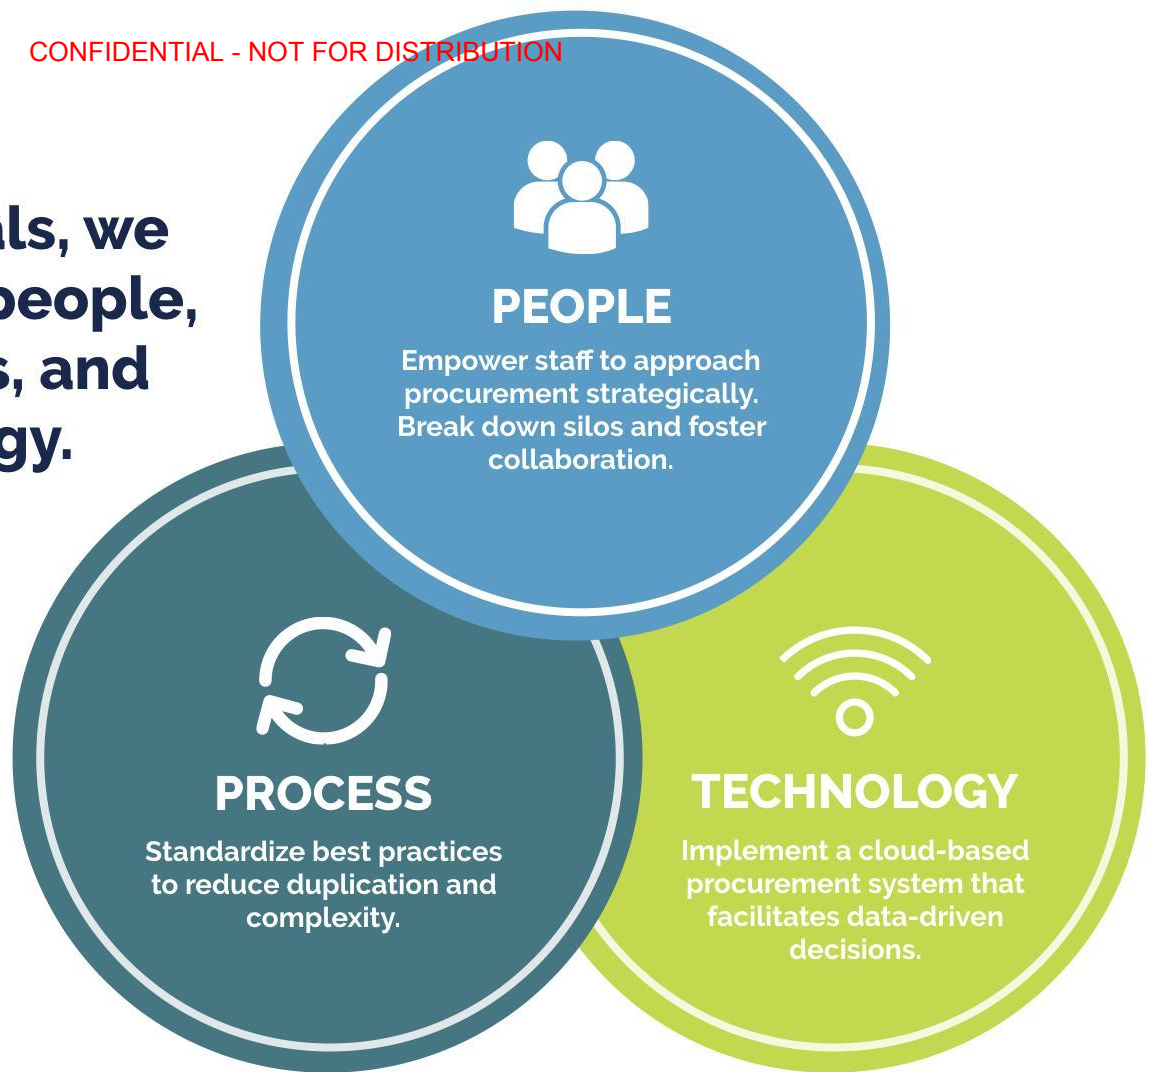 CONFIDENTIAL - NOT FOR DISTRIBUTION
ls, we
people,
s, and
gy.
PEOPLE
Empower staff to approach
procurement strategically.
Break down silos and foster
collaboration.
PROCESS
Standardize best practices
to reduce duplication and
complexity.
TECHNOLOGY
Implement a cloud-based
procurement system that
facilitates data-driven
decisions.